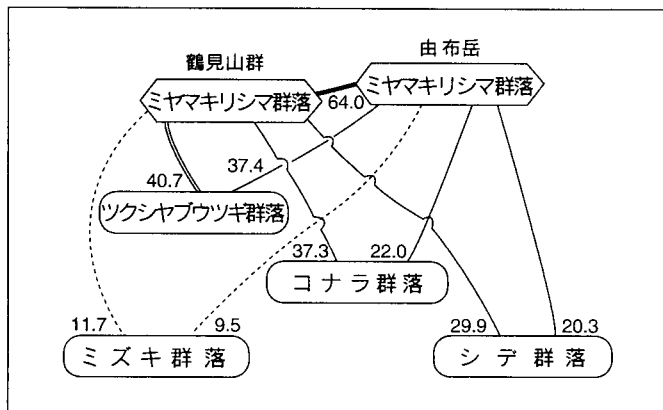 鶴見山群
由布岳
ミヤマキリシマ群落
ミヤマキリシマ群落
64.0
37.4
40.7
ツクシヤブウツギ群落
37.3
22.0
コナラ群落
11.7
9.5
29.9
20.3
ミズキ群落
シデ群落